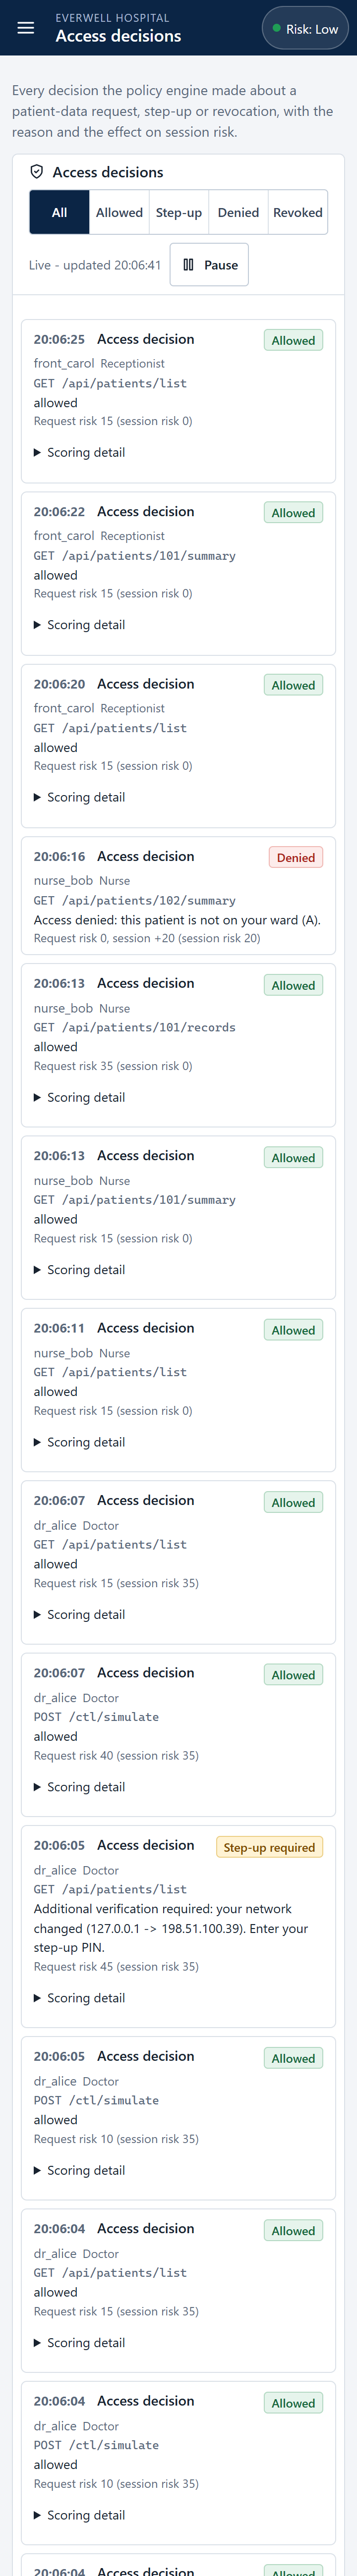 EVERWELL HOSPITAL
Access decisions
Risk: Low
Every decision the policy engine made about a
patient-data request, step-up or revocation, with the
reason and the effect on session risk.
Access decisions
All Allowed Step-up Denied Revoked
Live - updated 20:06:41 Pause
20:06:25 Access decision Allowed
front_carol Receptionist
GET /api/patients/list
allowed
Request risk 15 (session risk 0)
Scoring detail
20:06:22 Access decision Allowed
front_carol Receptionist
GET /api/patients/101/summary
allowed
Request risk 15 (session risk 0)
Scoring detail
20:06:20 Access decision Allowed
front_carol Receptionist
GET /api/patients/list
allowed
Request risk 15 (session risk 0)
Scoring detail
20:06:16 Access decision Denied
nurse_bob Nurse
GET /api/patients/102/summary
Access denied: this patient is not on your ward (A).
Request risk 0, session +20 (session risk 20)
20:06:13 Access decision Allowed
nurse_bob Nurse
GET /api/patients/101/records
allowed
Request risk 35 (session risk 0)
Scoring detail
20:06:13 Access decision Allowed
nurse_bob Nurse
GET /api/patients/101/summary
allowed
Request risk 15 (session risk 0)
Scoring detail
20:06:11 Access decision Allowed
nurse_bob Nurse
GET /api/patients/list
allowed
Request risk 15 (session risk 0)
Scoring detail
20:06:07 Access decision Allowed
dr_alice Doctor
GET /api/patients/list
allowed
Request risk 15 (session risk 35)
Scoring detail
20:06:07 Access decision Allowed
dr_alice Doctor
POST /ctl/simulate
allowed
Request risk 40 (session risk 35)
Scoring detail
20:06:05 Access decision Step-up required
dr_alice Doctor
GET /api/patients/list
Additional verification required: your network
changed (127.0.0.1 -> 198.51.100.39). Enter your
step-up PIN.
Request risk 45 (session risk 35)
Scoring detail
20:06:05 Access decision Allowed
dr_alice Doctor
POST /ctl/simulate
allowed
Request risk 10 (session risk 35)
Scoring detail
20:06:04 Access decision Allowed
dr_alice Doctor
GET /api/patients/list
allowed
Request risk 15 (session risk 35)
Scoring detail
20:06:04 Access decision Allowed
dr_alice Doctor
POST /ctl/simulate
allowed
Request risk 10 (session risk 35)
Scoring detail
20:06:04 Access decision Allowed